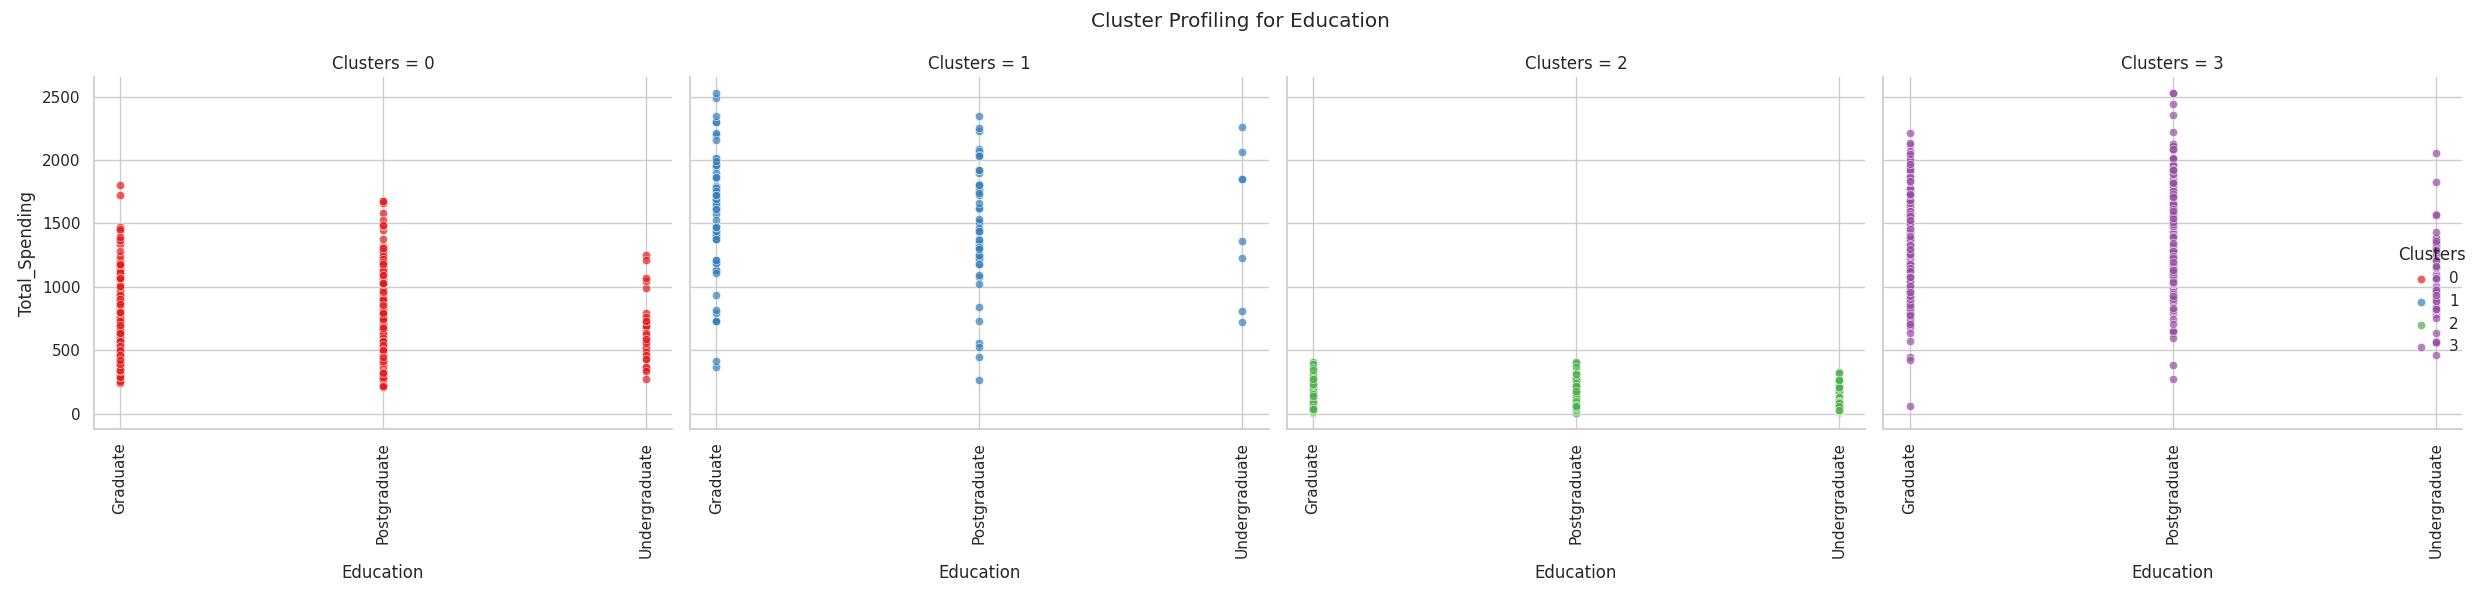 Cluster Profiling for Education
Clusters = 0
Clusters = 1
Clusters = 2
Clusters = 3
Total_Spending
2500
2000
1500
1000
500
0
Graduate
Postgraduate
Undergraduate
Education
Graduate
Postgraduate
Undergraduate
Education
Graduate
Postgraduate
Undergraduate
Education
Graduate
Postgraduate
Undergraduate
Education
Clusters
0
1
2
3